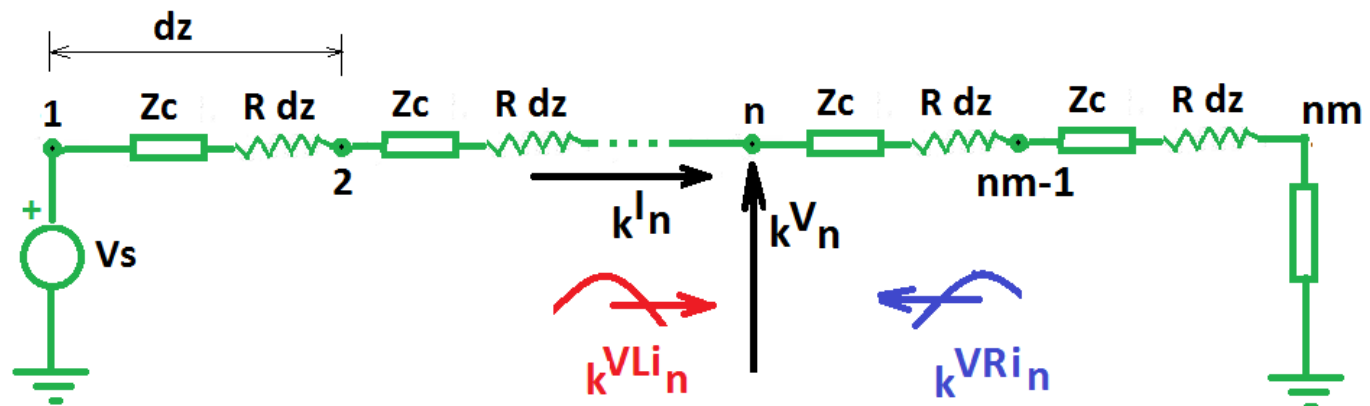 dz
1 Zc R dz Zc R dz n Zc R dz Zc R dz nm
2 nm-1
kIn kVn
+
Vs
kVLin kVRin